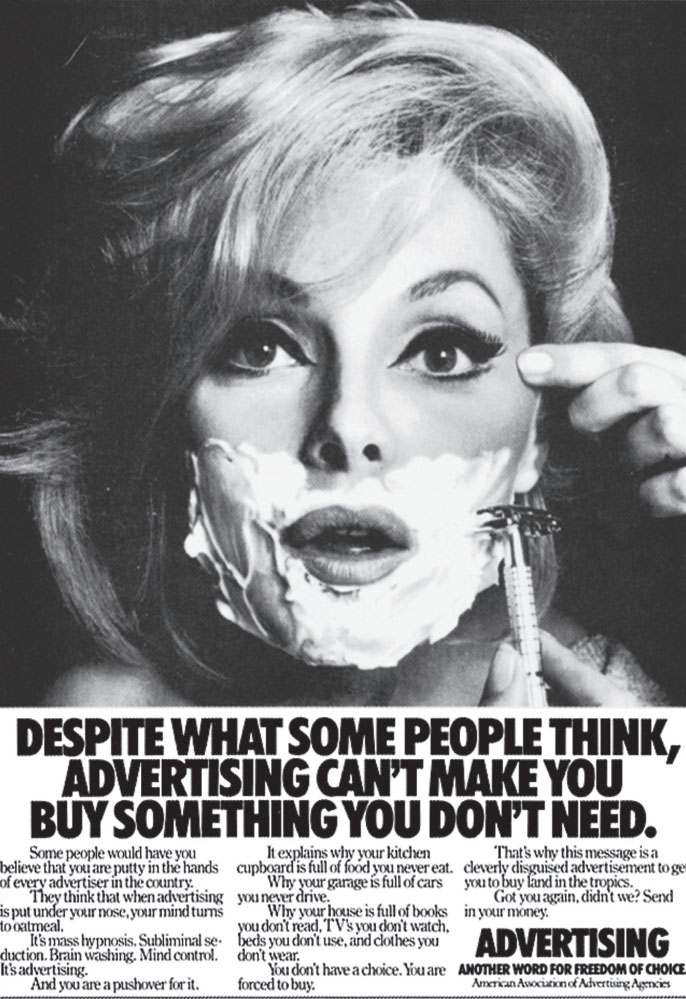 DESPITE WHAT SOME PEOPLE THINK,
ADVERTISING CAN'T MAKE YOU
BUY SOMETHING YOU DON'T NEED.
Some people would have you
believe that you are putty in the hands
of every advertiser in the country.
They think that when advertising
is put under your nose, your mind turns
to oatmeal.
It's mass hypnosis. Subliminal se-
duction. Brain washing. Mind control.
It's advertising.
And you are a pushover for it.
It explains why your kitchen
cupboard is full of food you never eat.
Why your garage is full of cars
you never drive.
Why your house is full of books
you don't read, TV's you don't watch,
beds you don't use, and clothes you
don't wear.
You don't have a choice. You are
forced to buy.
That's why this message is a
cleverly disguised advertisement to ge
you to buy land in the tropics.
Got you again, didn't we? Send
in your money.
ADVERTISING
ANOTHER WORD FOR FREEDOM OF CHOICE.
American Association of Advertising Agencies